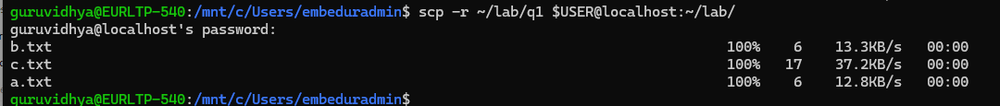 guruvidhya@EURLTP-540:/mnt/c/Users/embeduradmin$ scp -r ~/lab/q1 $USER@localhost:~/lab/
guruvidhya@localhost's password:
b.txt 100% 6 13.3KB/s 00:00
c.txt 100% 17 37.2KB/s 00:00
a.txt 100% 6 12.8KB/s 00:00
guruvidhya@EURLTP-540:/mnt/c/Users/embeduradmin$